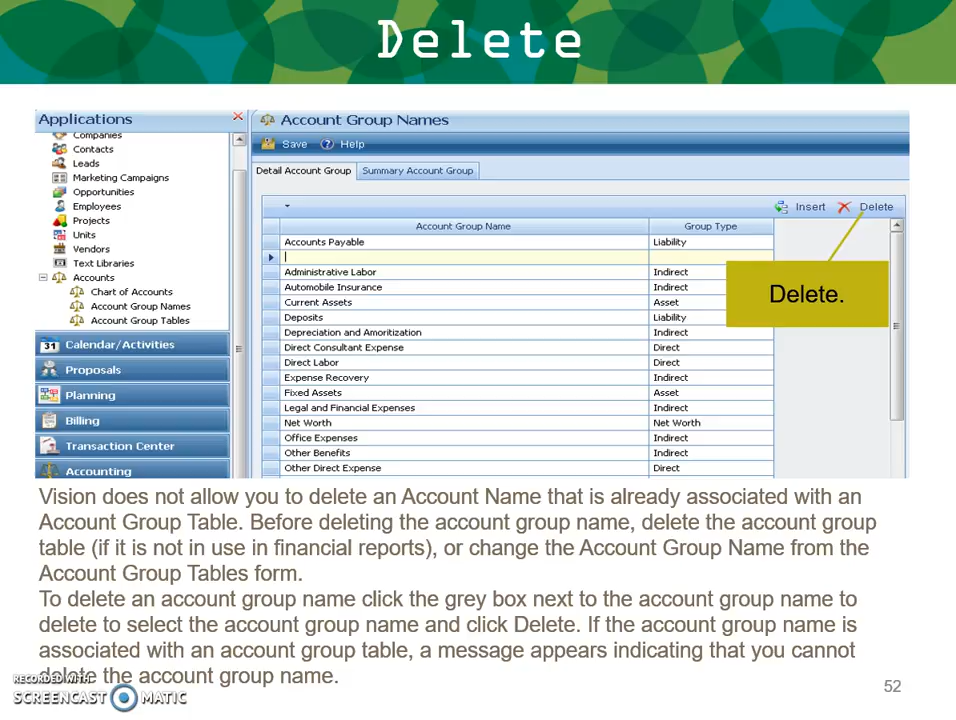 Delete
Applications
Account Group Names
Companies
Contacts
Leads
Marketing Campaigns
Opportunities
Employees
Projects
Units
Vendors
Text Libraries
Accounts
Chart of Accounts
Account Group Names
Account Group Tables
31 Calendar/Activities
Proposals
Planning
Billing
Transaction Center
Accounting
Save Help
Detail Account Group Summary Account Group
Insert Delete
Account Group Name Group Type
Accounts Payable Liability
Administrative Labor Indirect
Automobile Insurance Indirect
Current Assets Asset
Deposits Liability
Depreciation and Amoritization Indirect
Direct Consultant Expense Direct
Direct Labor Direct
Expense Recovery Indirect
Fixed Assets Asset
Legal and Financial Expenses Indirect
Net Worth Net Worth
Office Expenses Indirect
Other Benefits Indirect
Other Direct Expense Direct
Delete.
Vision does not allow you to delete an Account Name that is already associated with an
Account Group Table. Before deleting the account group name, delete the account group
table (if it is not in use in financial reports), or change the Account Group Name from the
Account Group Tables form.
To delete an account group name click the grey box next to the account group name to
delete to select the account group name and click Delete. If the account group name is
associated with an account group table, a message appears indicating that you cannot
delete the account group name.
RECORDED WITH
SCREENCAST MATIC
52